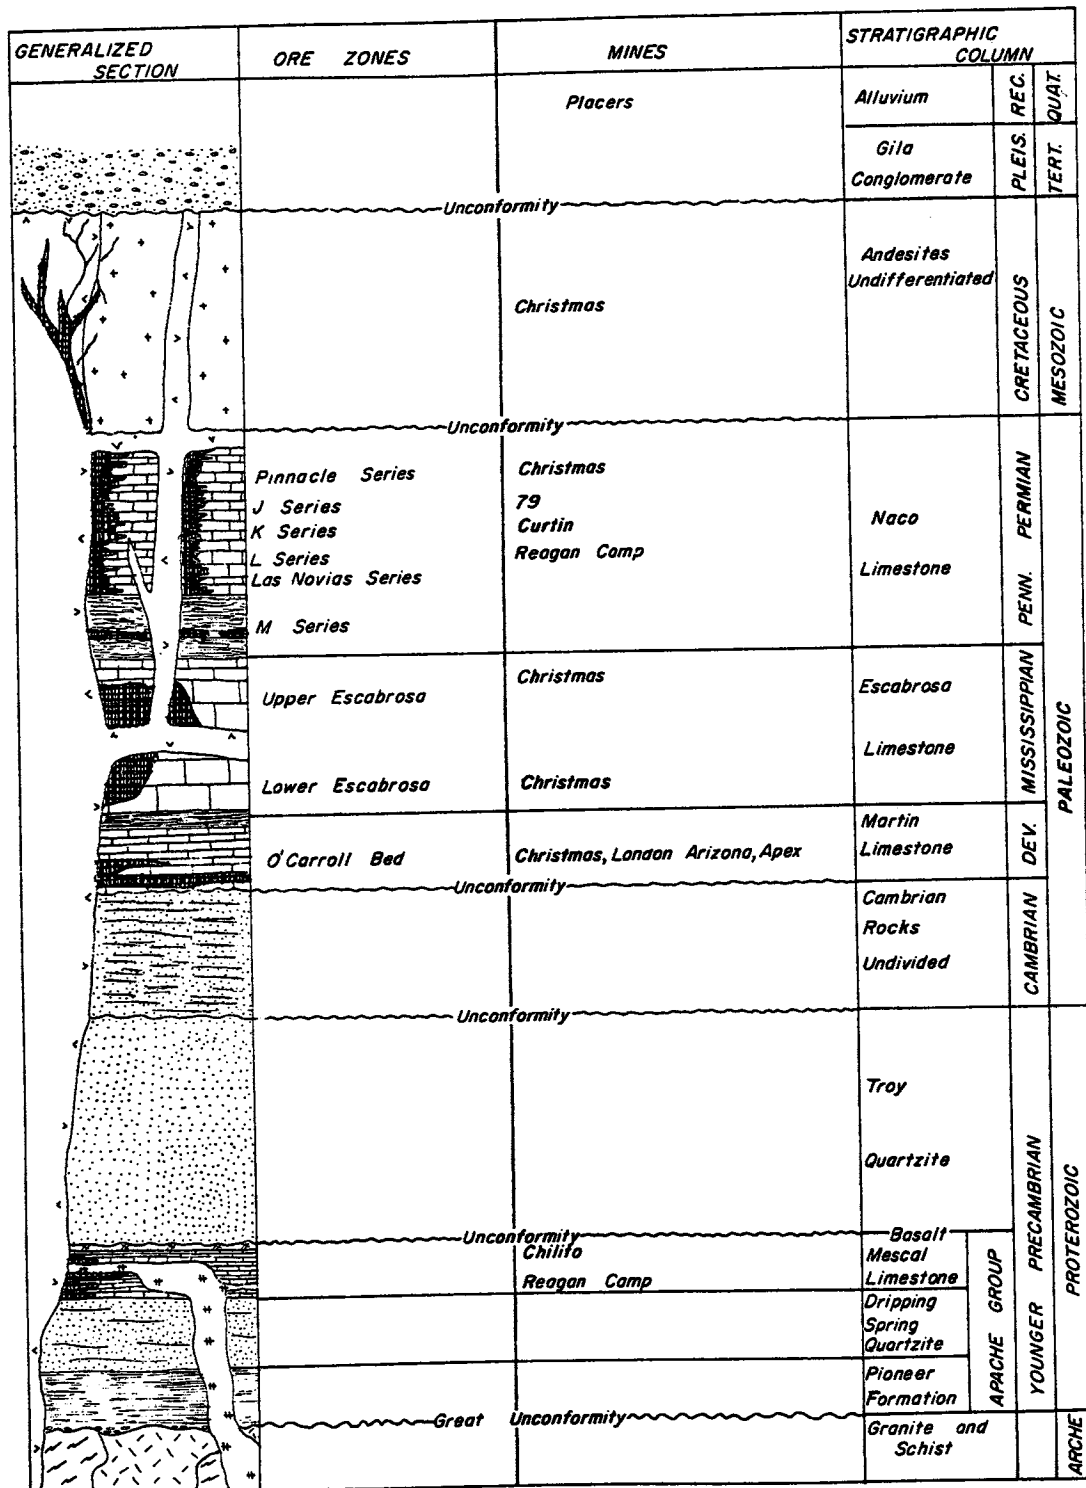 GENERALIZED
SECTION
ORE ZONES
MINES
STRATIGRAPHIC
COLUMN
Placers
Alluvium
REC.
QUAT.
Gila
Conglomerate
PLEIS.
TERT.
Unconformity
Andesites
Undifferentiated
Christmas
CRETACEOUS
MESOZOIC
Unconformity
Pinnacle Series
J Series
K Series
L Series
Las Novias Series
M Series
Christmas
79
Curtin
Reagan Camp
Naco
Limestone
PERMIAN
PENN.
Upper Escabrosa
Christmas
Escabrosa
Limestone
MISSISSIPPIAN
PALEOZOIC
Lower Escabrosa
Christmas
O'Carroll Bed
Christmas, London Arizona, Apex
Martin
Limestone
DEV.
Unconformity
Cambrian
Rocks
Undivided
CAMBRIAN
Unconformity
Troy
Quartzite
YOUNGER PRECAMBRIAN
PROTEROZOIC
Unconformity
Basalt
Chilito
Reagan Camp
Mescal
Limestone
Dripping
Spring
Quartzite
Pioneer
Formation
APACHE GROUP
Great Unconformity
Granite and
Schist
ARCHE